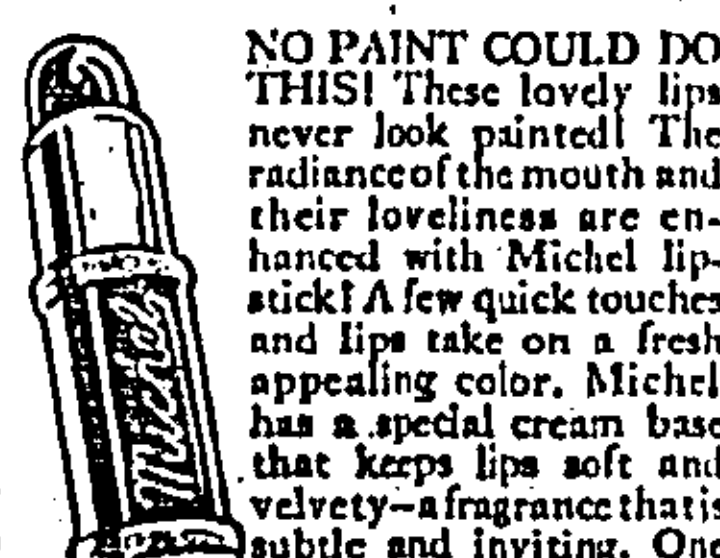 NO PAINT COULD DO
THIS! These lovely lips
never look painted! The
radiance of the mouth and
their loveliness are en-
hanced with Michel lip-
stick! A few quick touches
and lips take on a fresh
appealing color. Michel
has a special cream base
that keeps lips soft and
velvety—a fragrance that is
subtle and inviting. One